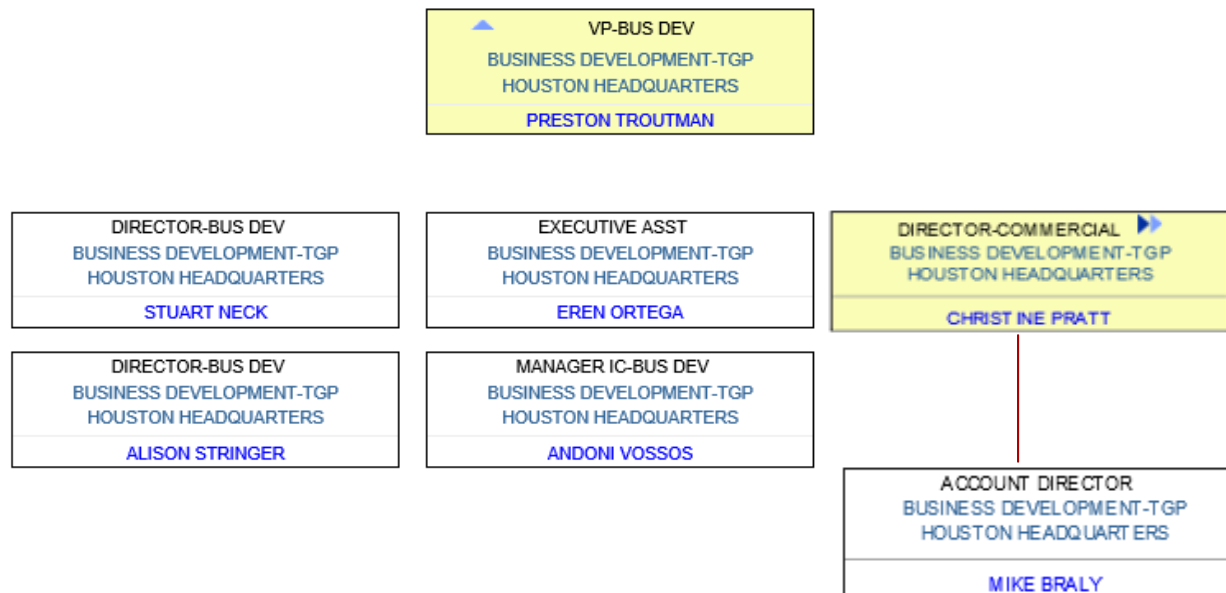 VP-BUS DEV
BUSINESS DEVELOPMENT-TGP
HOUSTON HEADQUARTERS
PRESTON TROUTMAN
DIRECTOR-BUS DEV
BUSINESS DEVELOPMENT-TGP
HOUSTON HEADQUARTERS
STUART NECK
EXECUTIVE ASST
BUSINESS DEVELOPMENT-TGP
HOUSTON HEADQUARTERS
EREN ORTEGA
DIRECTOR-COMMERCIAL
BUSINESS DEVELOPMENT-TGP
HOUSTON HEADQUARTERS
CHRISTINE PRATT
DIRECTOR-BUS DEV
BUSINESS DEVELOPMENT-TGP
HOUSTON HEADQUARTERS
ALISON STRINGER
MANAGER IC-BUS DEV
BUSINESS DEVELOPMENT-TGP
HOUSTON HEADQUARTERS
ANDONI VOSSOS
ACCOUNT DIRECTOR
BUSINESS DEVELOPMENT-TGP
HOUSTON HEADQUARTERS
MIKE BRALY